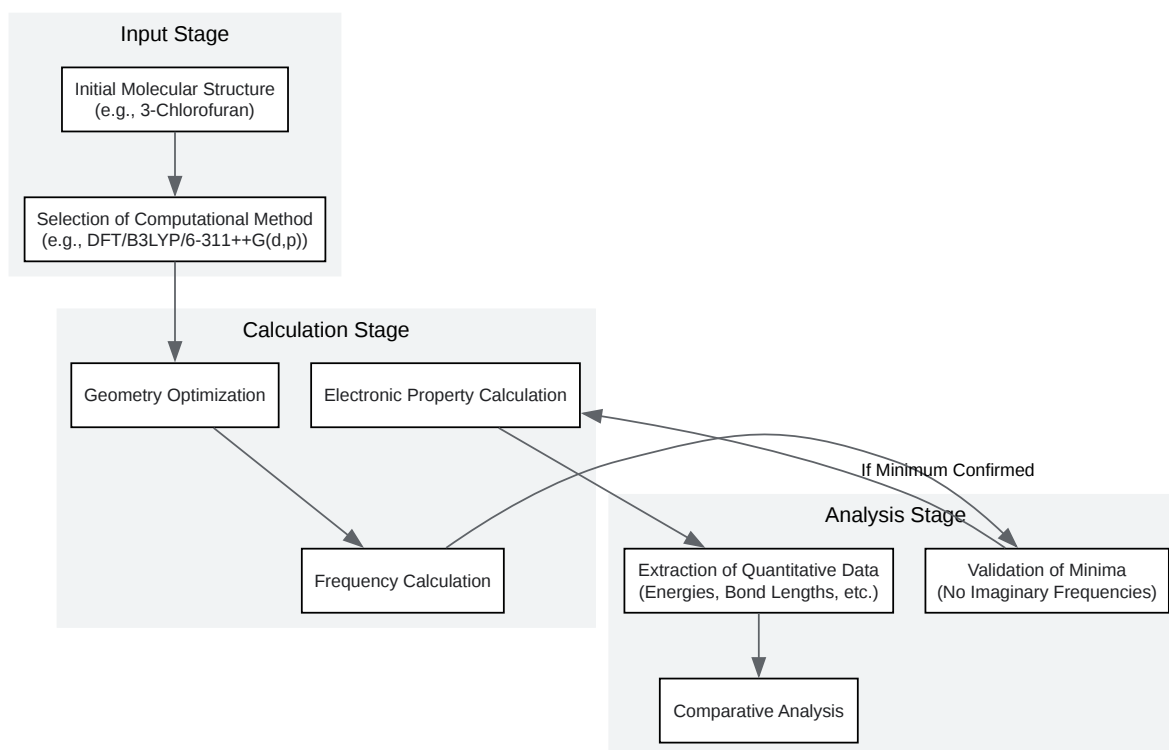 Input Stage
Initial Molecular Structure
(e.g., 3-Chlorofuran)
Selection of Computational Method
(e.g., DFT/B3LYP/6-311++G(d,p))
Calculation Stage
Geometry Optimization
Electronic Property Calculation
If Minimum Confirmed
Analysis Stage
Frequency Calculation
Extraction of Quantitative Data
(Energies, Bond Lengths, etc.)
Validation of Minima
(No Imaginary Frequencies)
Comparative Analysis